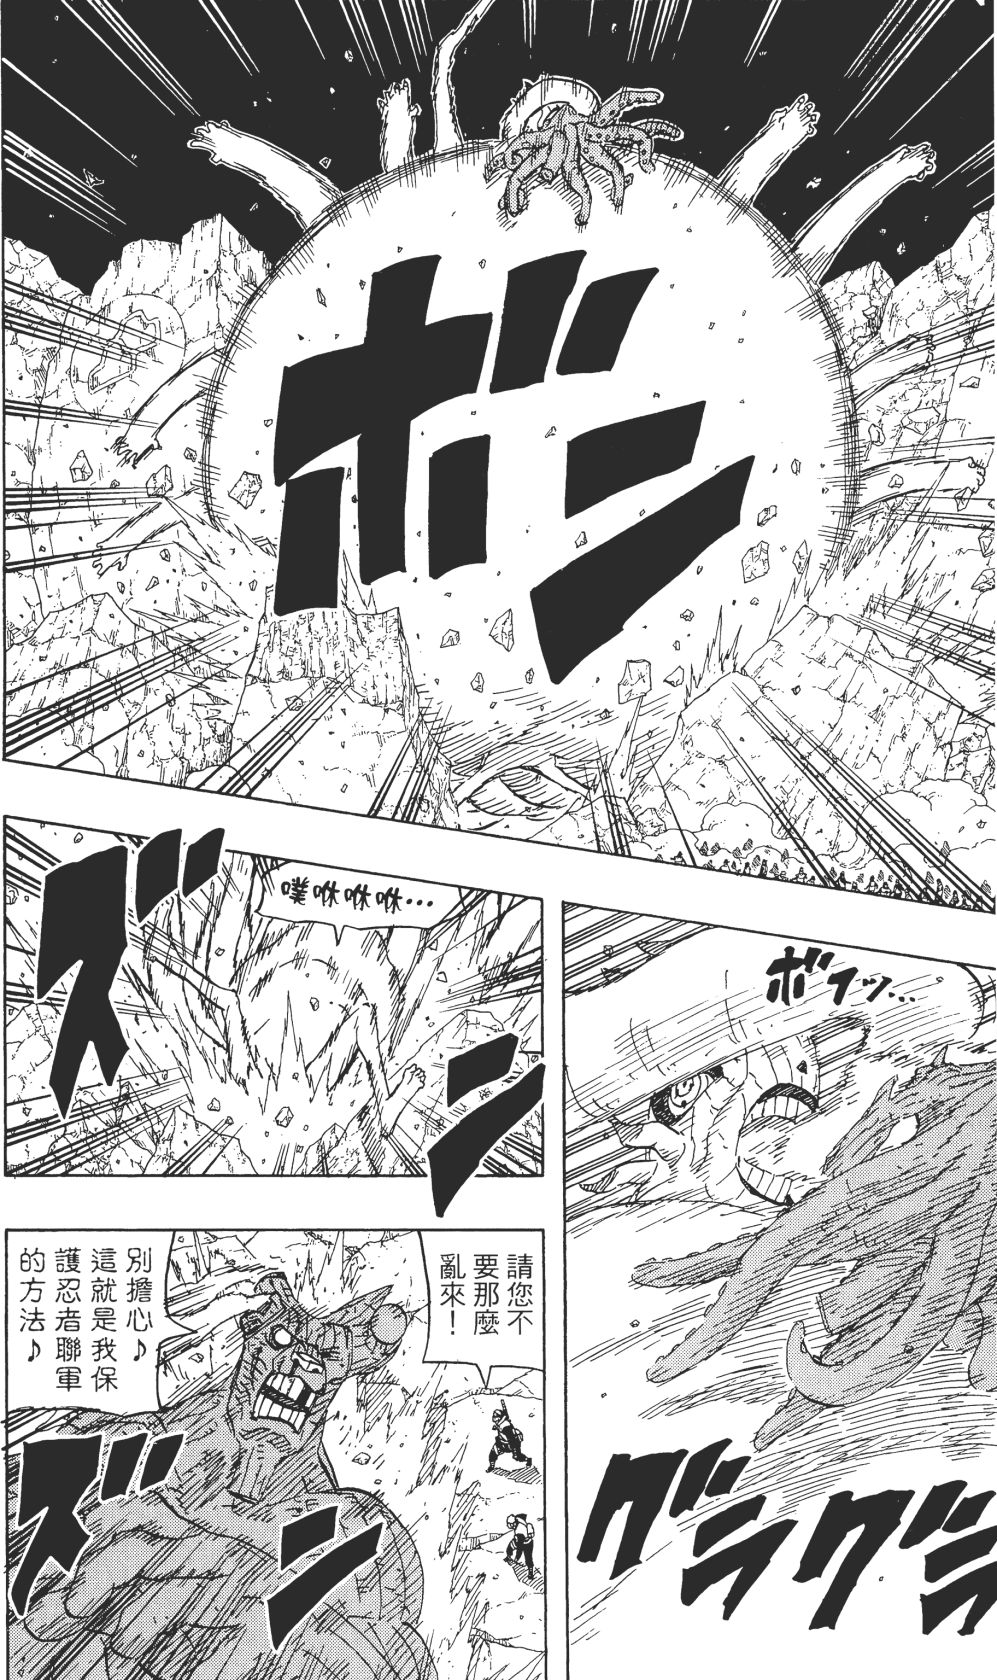 ボン
ボフッ…
グラグラ
噗咻咻咻…
ズン
請您不
要那麼
亂來！
別擔心♪
這就是我保
護忍者聯軍
的方法♪
ズン